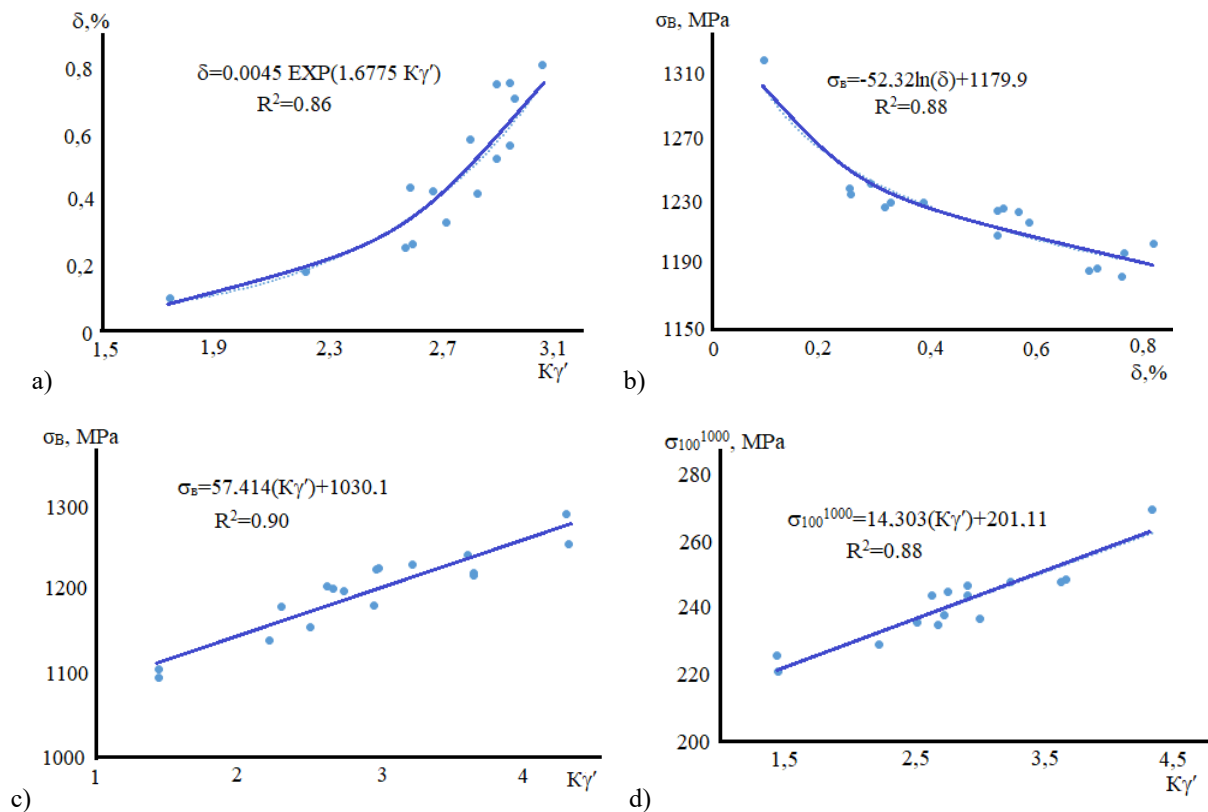 δ,%
0,8
0,6
0,4
0,2
0
1,5
1,9
2,3
2,7
3,1
Kγ′
δ=0.0045 EXP(1,6775 Kγ′)
R²=0.86
a)
σB, MPa
1310
1270
1230
1190
1150
0
0,2
0,4
0,6
0,8
δ,%
σB=-52.32ln(δ)+1179.9
R²=0.88
b)
σB, MPa
1300
1200
1100
1000
1
2
3
4
Kγ′
σB=57.414(Kγ′)+1030.1
R²=0.90
c)
σ100¹⁰⁰⁰, MPa
280
260
240
220
200
1,5
2,5
3,5
4,5
Kγ′
σ100¹⁰⁰⁰=14.303(Kγ′)+201.11
R²=0.88
d)